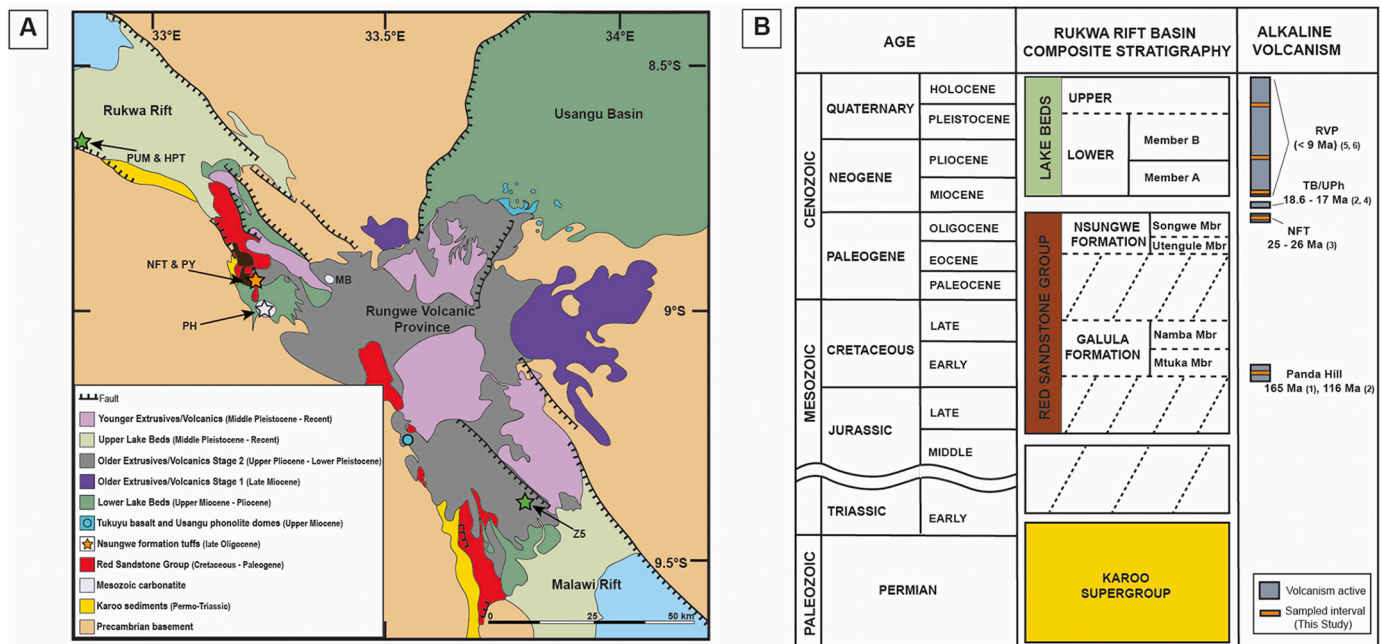 A
33°E
33.5°E
34°E
8.5°S
Rukwa Rift
Usangu Basin
PUM & HPT
NFT & PY
MB
PH
Rungwe Volcanic
Province
9°S
Z5
9.5°S
Malawi Rift
0 25 50 km
Fault
Younger Extrusives/Volcanics (Middle Pleistocene - Recent)
Upper Lake Beds (Middle Pleistocene - Recent)
Older Extrusives/Volcanics Stage 2 (Upper Pliocene - Lower Pleistocene)
Older Extrusives/Volcanics Stage 1 (Late Miocene)
Lower Lake Beds (Upper Miocene - Pliocene)
Tukuyu basalt and Usangu phonolite domes (Upper Miocene)
Nsungwe formation tuffs (late Oligocene)
Red Sandstone Group (Cretaceous - Paleogene)
Mesozoic carbonatite
Karoo sediments (Permo-Triassic)
Precambrian basement
B
AGE
RUKWA RIFT BASIN
COMPOSITE STRATIGRAPHY
ALKALINE
VOLCANISM
CENOZOIC
QUATERNARY
HOLOCENE
PLEISTOCENE
NEOGENE
PLIOCENE
MIOCENE
PALEOGENE
OLIGOCENE
EOCENE
PALEOCENE
MESOZOIC
CRETACEOUS
LATE
EARLY
JURASSIC
LATE
MIDDLE
TRIASSIC
EARLY
PALEOZOIC
PERMIAN
LAKE BEDS
UPPER
LOWER
Member B
Member A
RED SANDSTONE GROUP
NSUNGWE
FORMATION
Songwe Mbr
Utengule Mbr
GALULA
FORMATION
Namba Mbr
Mtuka Mbr
KAROO
SUPERGROUP
RVP
(< 9 Ma) (5, 6)
TB/UPh
18.6 - 17 Ma (2, 4)
NFT
25 - 26 Ma (3)
Panda Hill
165 Ma (1), 116 Ma (2)
Volcanism active
Sampled interval
(This Study)